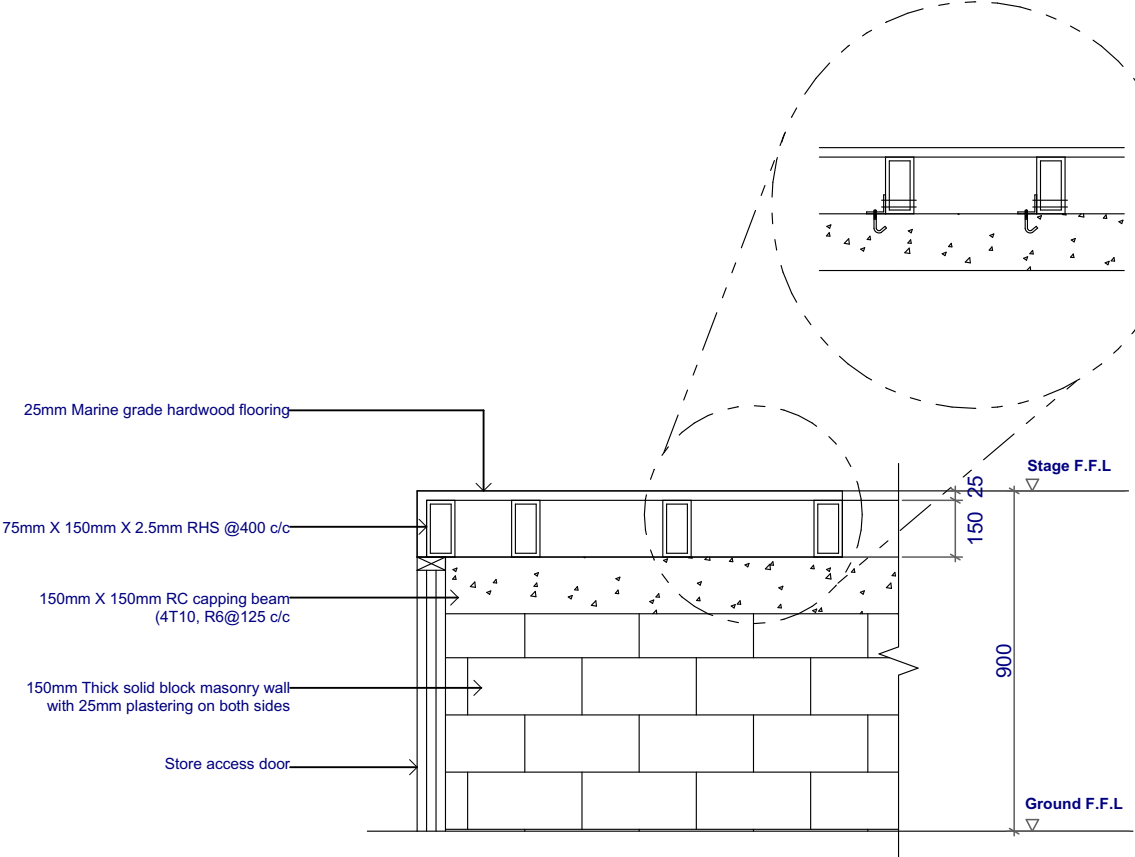 25mm Marine grade hardwood flooring
Stage F.F.L
25
75mm X 150mm X 2.5mm RHS @400 c/c
150
150mm X 150mm RC capping beam
(4T10, R6@125 c/c
900
150mm Thick solid block masonry wall
with 25mm plastering on both sides
Store access door
Ground F.F.L